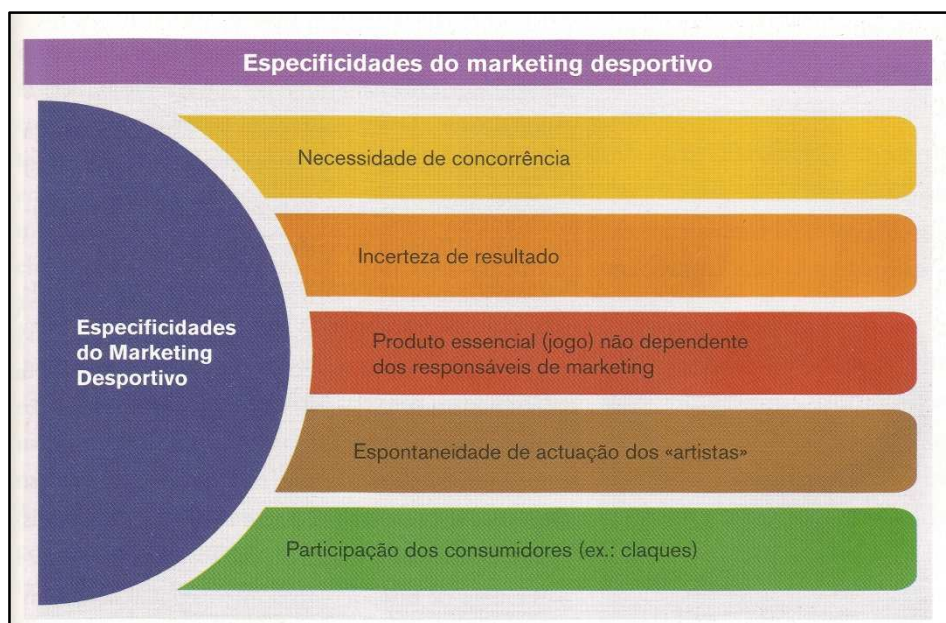 Especificidades do marketing desportivo
Necessidade de concorrência
Incerteza de resultado
Especificidades
do Marketing
Desportivo
Produto essencial (jogo) não dependente
dos responsáveis de marketing
Espontaneidade de actuação dos «artistas»
Participação dos consumidores (ex.: claques)